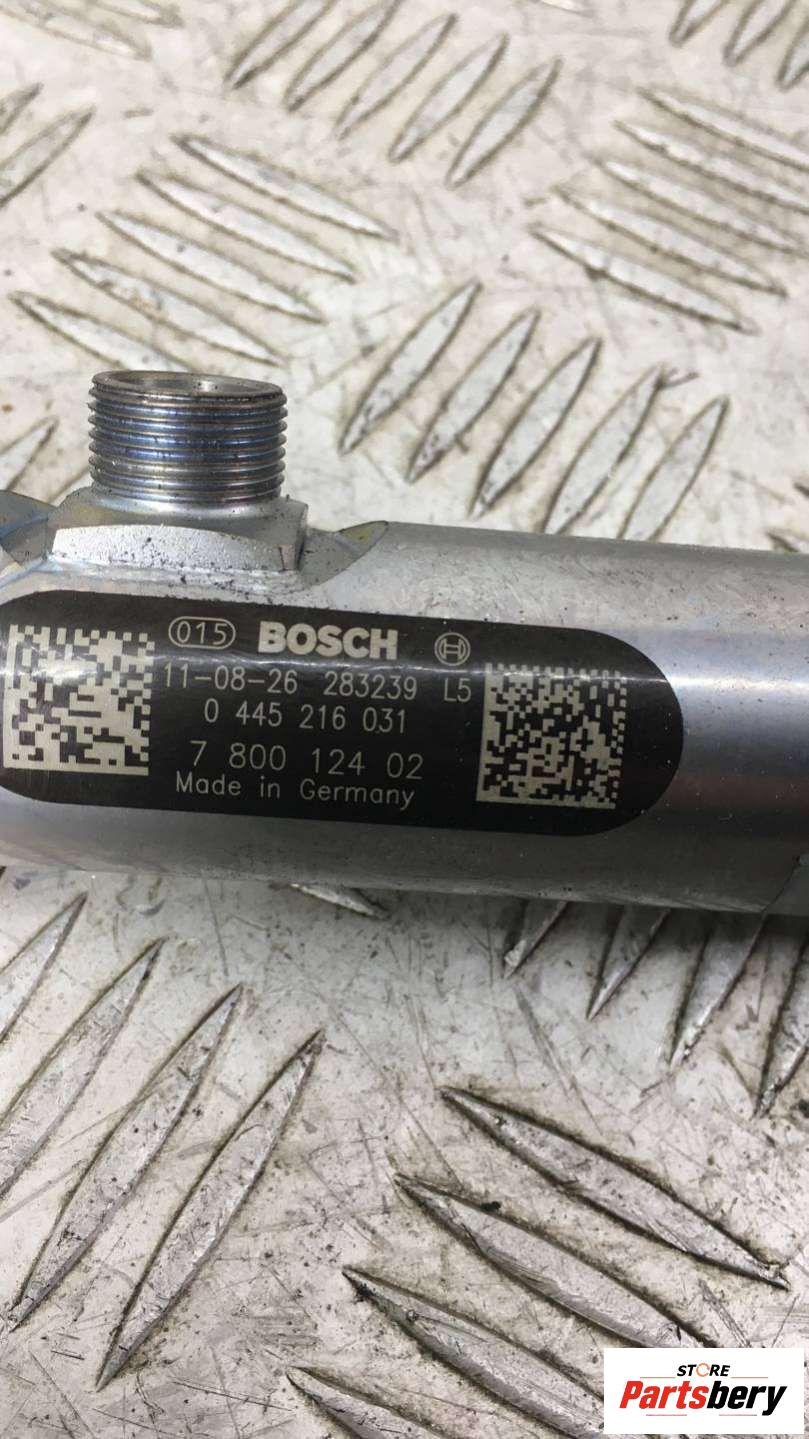 015 BOSCH
11-08-26 283239 L5
0 445 216 031
7 800 124 02
Made in Germany
STORE
Partsbery